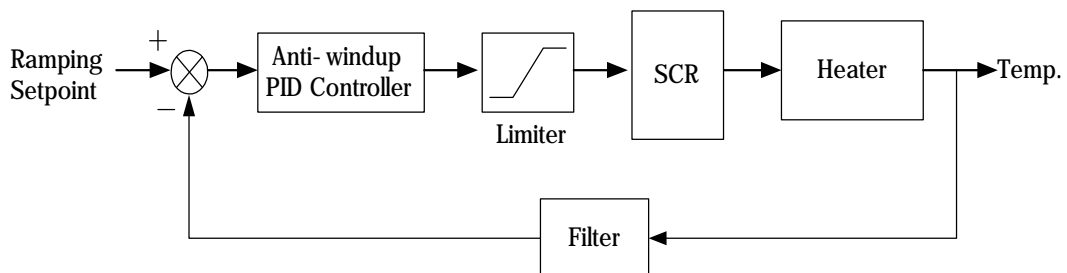 +
Ramping
Setpoint
−
Anti- windup
PID Controller
Limiter
SCR
Heater
Temp.
Filter